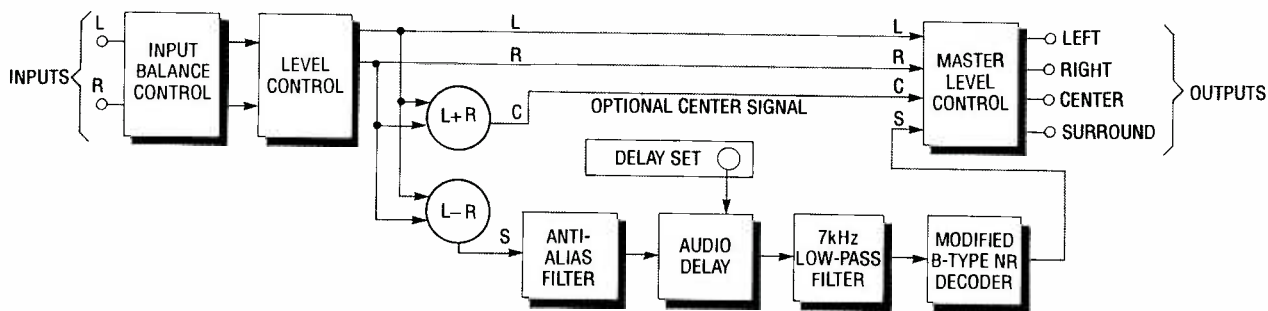 INPUTS
L
R
INPUT
BALANCE
CONTROL
LEVEL
CONTROL
L
R
L+R
C
OPTIONAL CENTER SIGNAL
L
R
C
S
MASTER
LEVEL
CONTROL
LEFT
RIGHT
CENTER
SURROUND
OUTPUTS
DELAY SET
L–R
S
ANTI-
ALIAS
FILTER
AUDIO
DELAY
7kHz
LOW-PASS
FILTER
MODIFIED
B-TYPE NR
DECODER